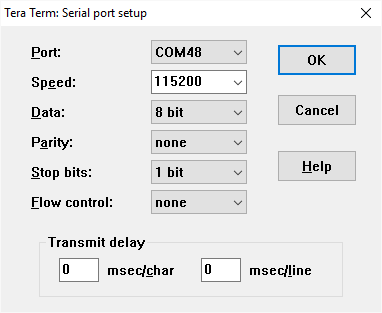 Tera Term: Serial port setup
Port: COM48 OK
Speed: 115200
Data: 8 bit Cancel
Parity: none
Stop bits: 1 bit Help
Flow control: none
Transmit delay
0 msec/char 0 msec/line